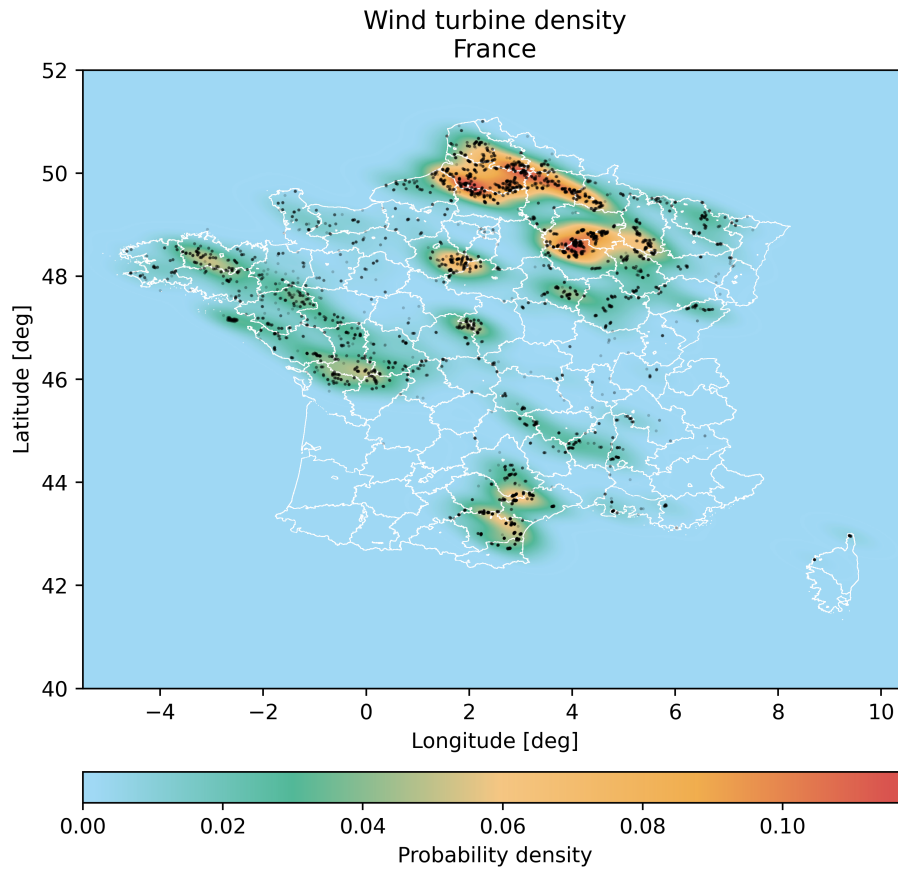 Wind turbine density
France
52
50
48
46
44
42
40
Latitude [deg]
−4 −2 0 2 4 6 8 10
Longitude [deg]
0.00 0.02 0.04 0.06 0.08 0.10
Probability density